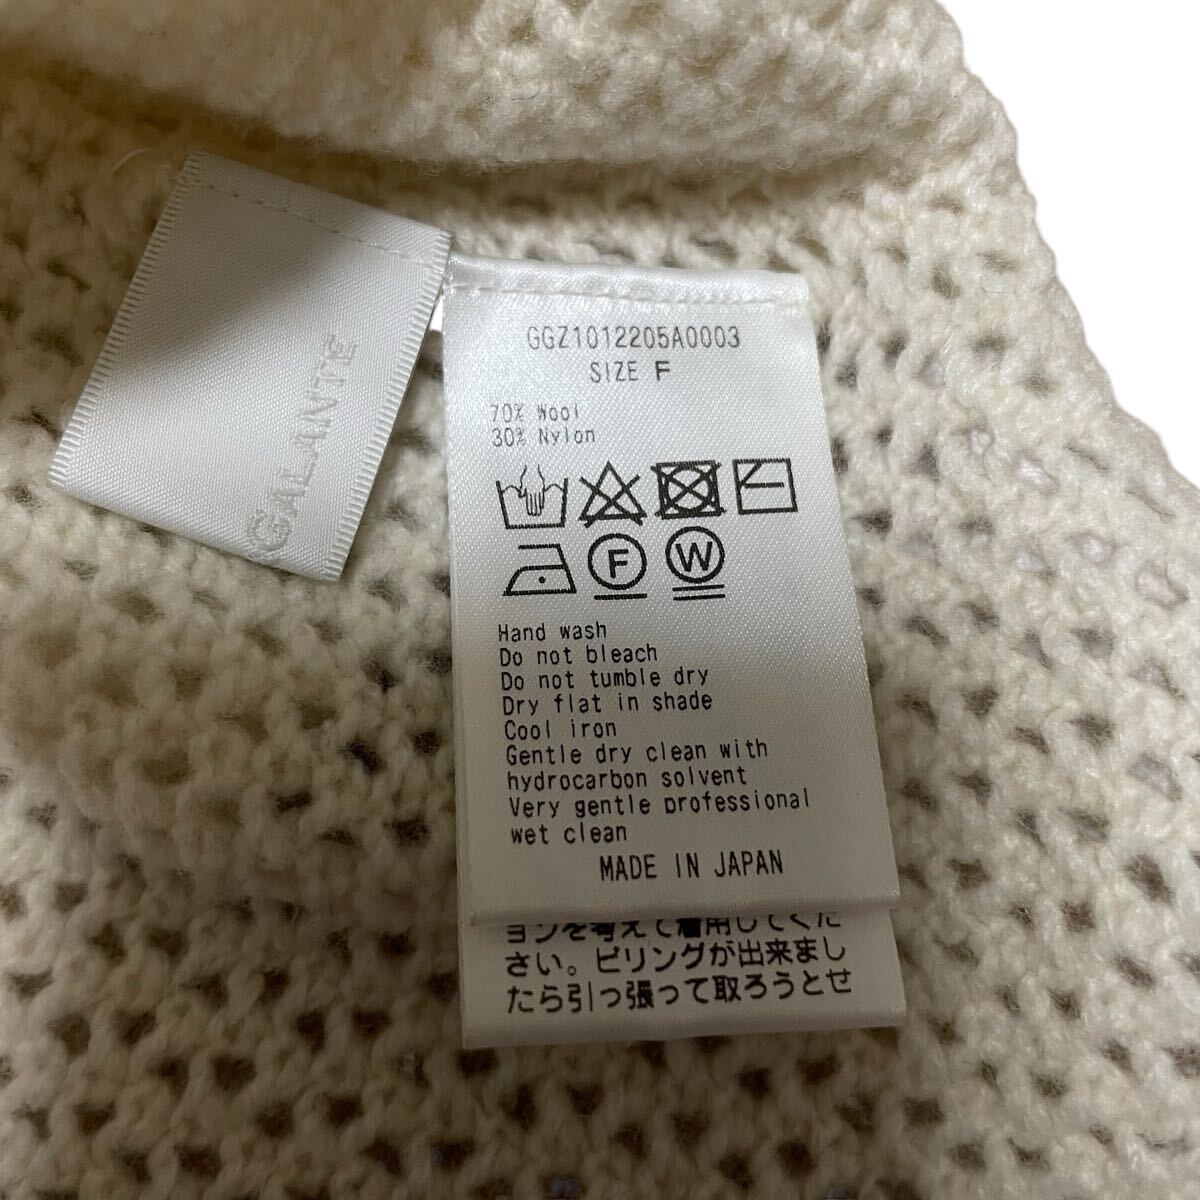 GALANTE
GGZ1012205A0003
SIZE F
70% Wool
30% Nylon
F
W
Hand wash
Do not bleach
Do not tumble dry
Dry flat in shade
Cool iron
Gentle dry clean with
hydrocarbon solvent
Very gentle professional
wet clean
MADE IN JAPAN
ョンを考えて着用してくだ
さい。ピリングが出来まし
たら引っ張って取ろうとせ